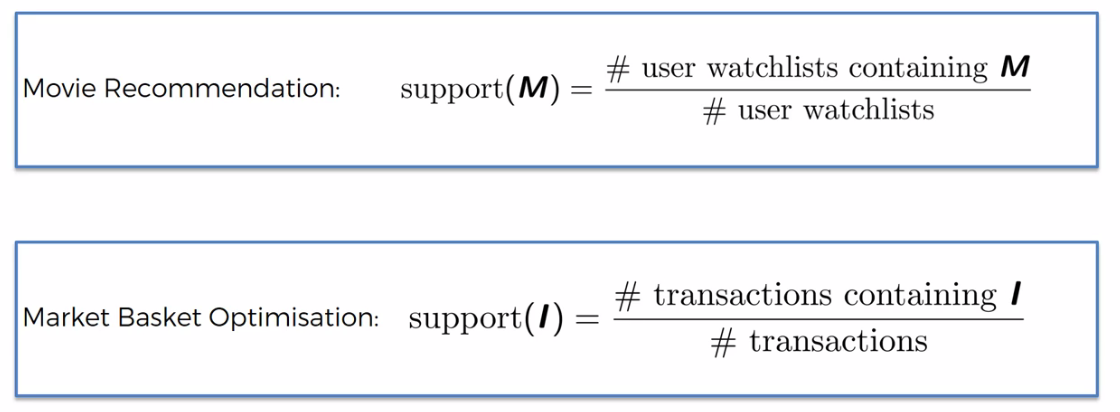 Movie Recommendation: support(M) = # user watchlists containing M / # user watchlists
Market Basket Optimisation: support(I) = # transactions containing I / # transactions